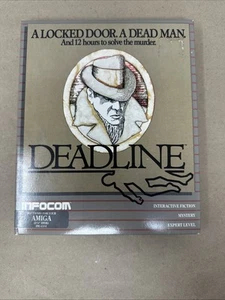 A LOCKED DOOR. A DEAD MAN.
And 12 hours to solve the murder.
DEADLINE
INFOCOM
AMIGA
INTERACTIVE FICTION
MYSTERY
EXPERT LEVEL